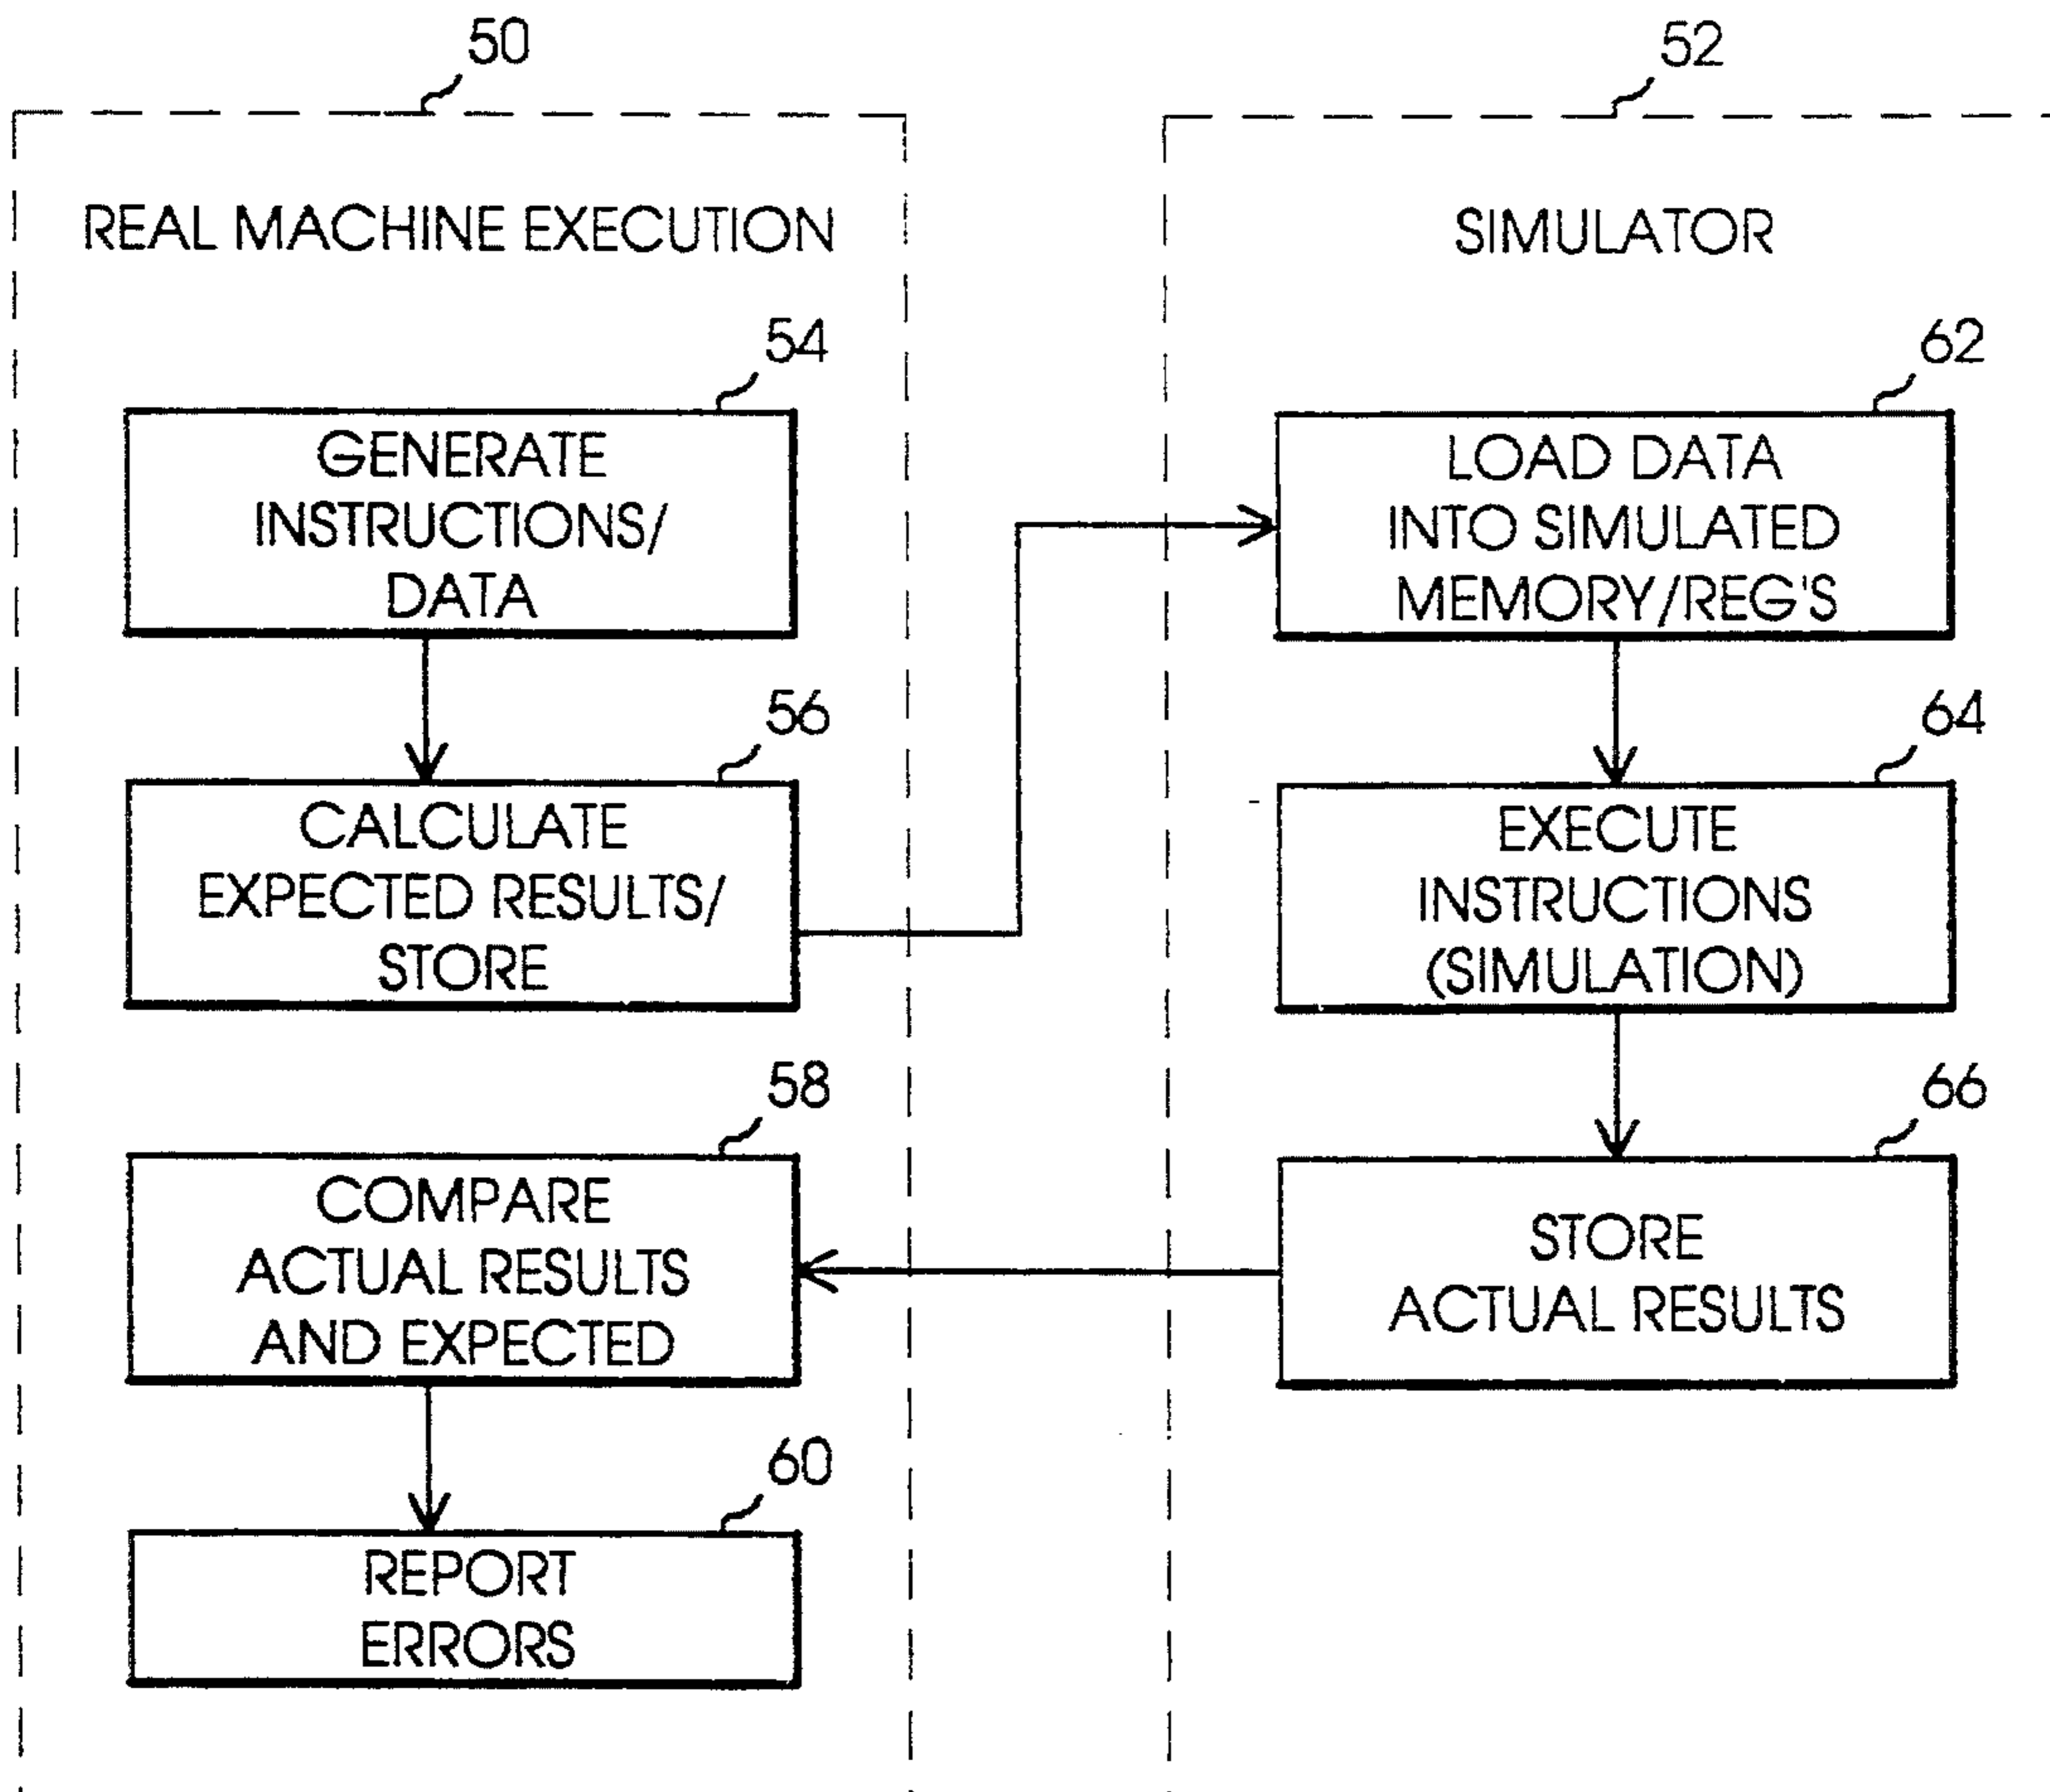 50
REAL MACHINE EXECUTION
54
GENERATE
INSTRUCTIONS/
DATA
56
CALCULATE
EXPECTED RESULTS/
STORE
58
COMPARE
ACTUAL RESULTS
AND EXPECTED
60
REPORT
ERRORS
52
SIMULATOR
62
LOAD DATA
INTO SIMULATED
MEMORY/REG'S
64
EXECUTE
INSTRUCTIONS
(SIMULATION)
66
STORE
ACTUAL RESULTS